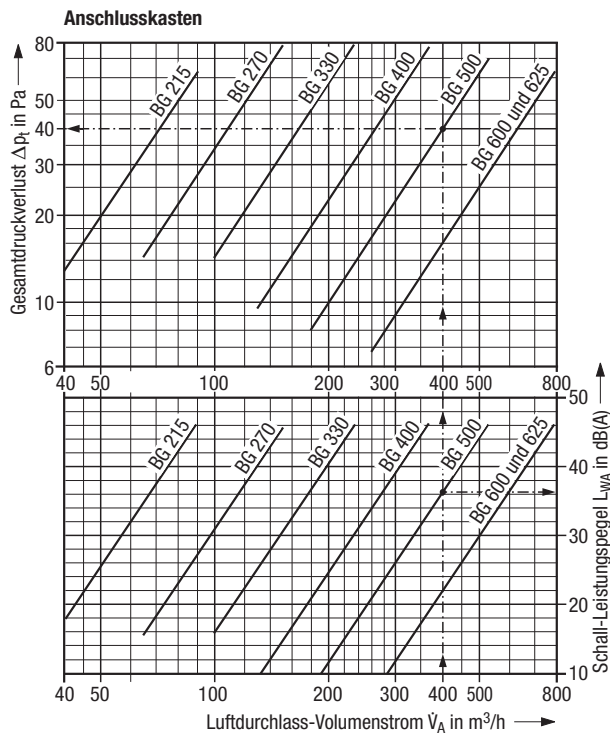 Anschlusskasten
Gesamtdruckverlust Δpt in Pa
80
50
40
30
20
10
6
BG 215
BG 270
BG 330
BG 400
BG 500
BG 600 und 625
40 50 100 200 290 300 400 500 800
50
40
30
20
10
BG 215
BG 270
BG 330
BG 400
BG 500
BG 600 und 625
Schall-Leistungspegel LWA in dB(A)
40 50 100 200 290 300 400 500 800
Luftdurchlass-Volumenstrom V̇A in m³/h